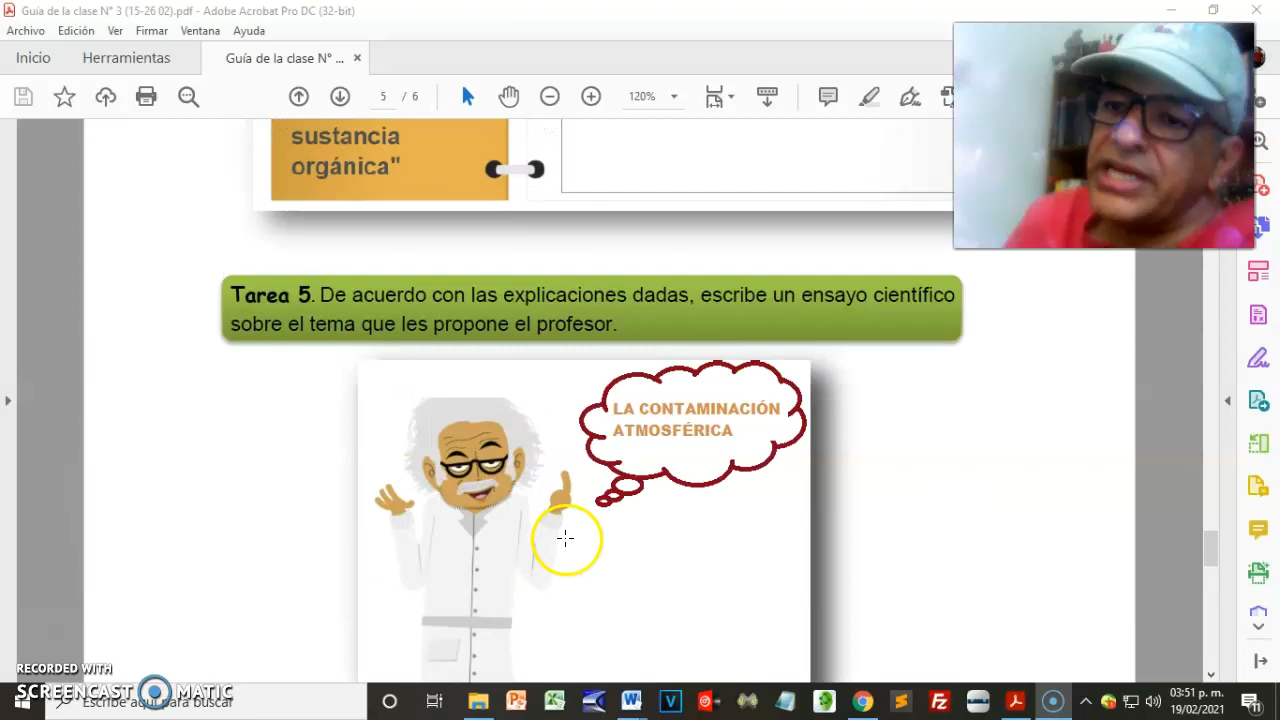 Guía de la clase N° 3 (15-26 02).pdf - Adobe Acrobat Pro DC (32-bit)
Archivo Edición Ver Firmar Ventana Ayuda
Inicio Herramientas Guía de la clase N° ... ×
5 / 6 120%
sustancia
orgánica"
Tarea 5. De acuerdo con las explicaciones dadas, escribe un ensayo científico
sobre el tema que les propone el profesor.
LA CONTAMINACIÓN
ATMOSFÉRICA
RECORDED WITH
SCREENCAST MATIC
Escribe aquí para buscar
03:51 p. m.
19/02/2021
11